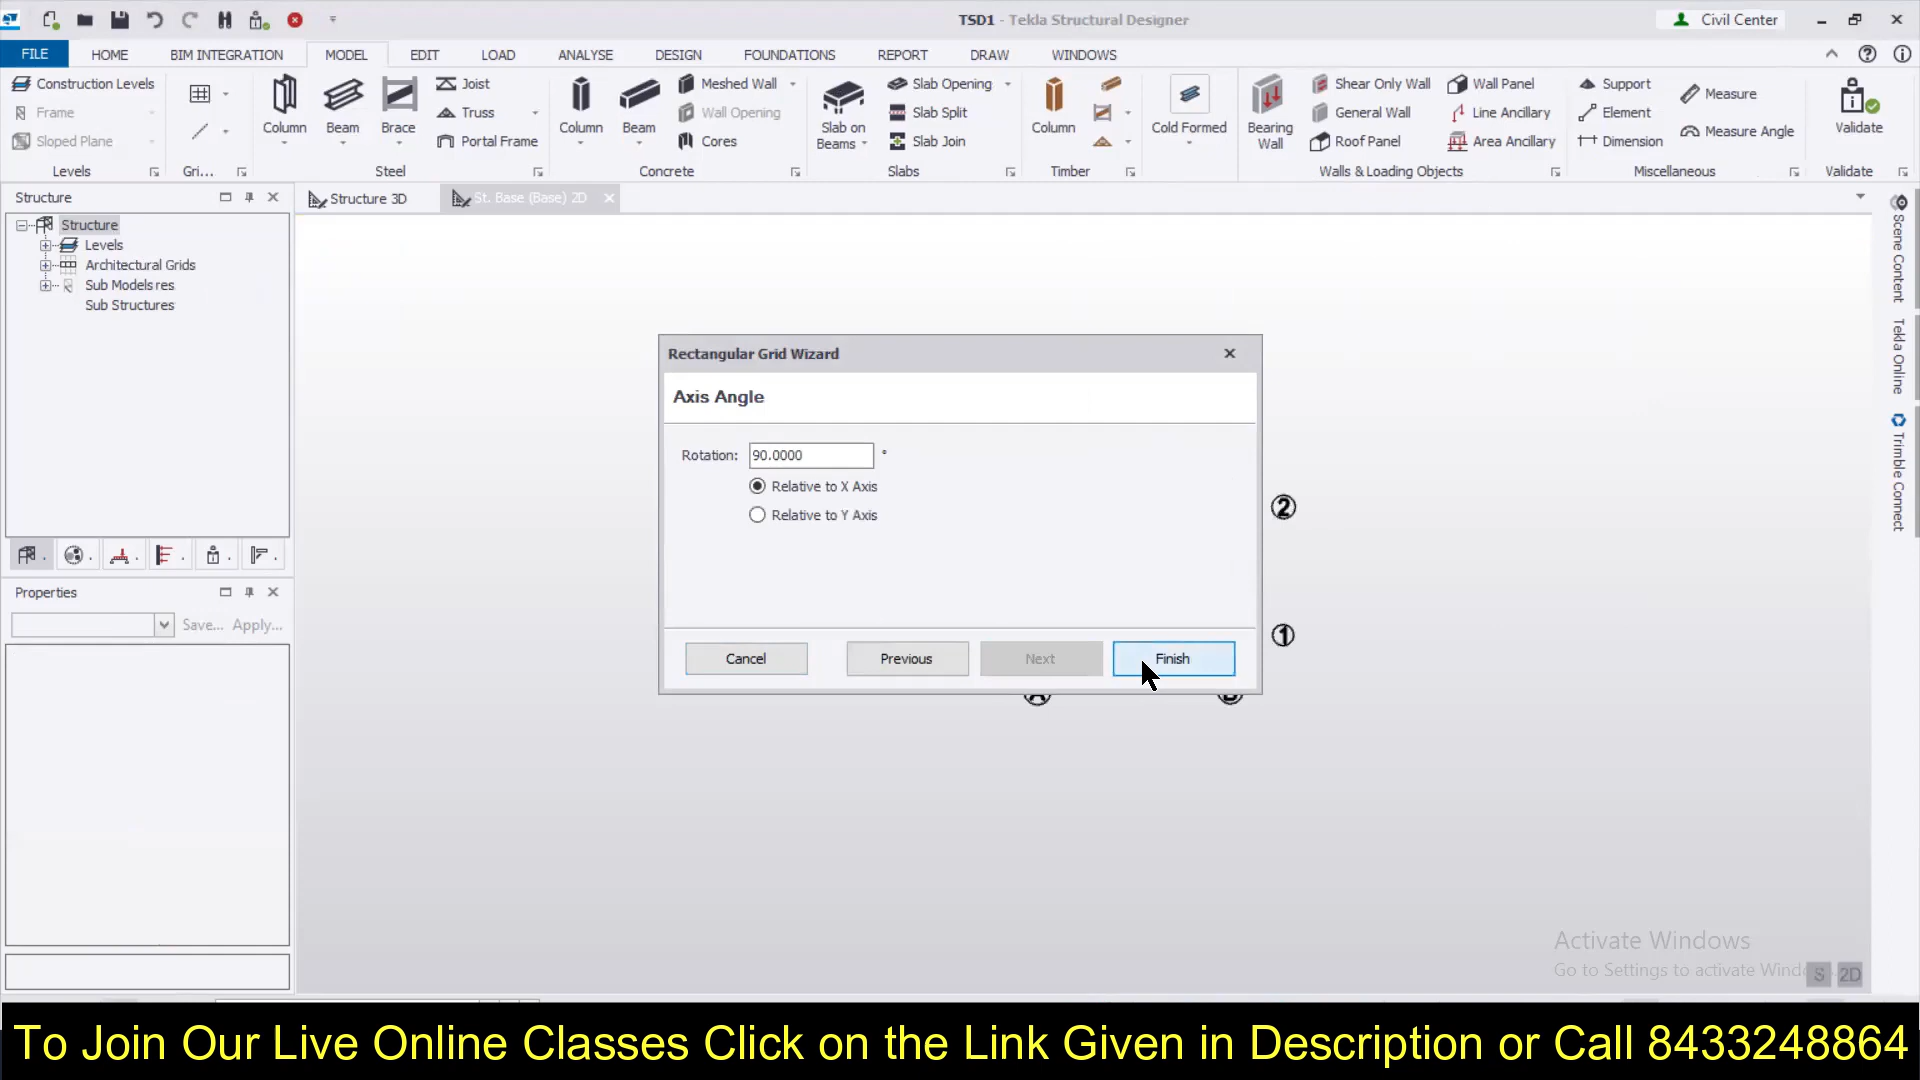 TSD1 - Tekla Structural Designer
Civil Center
FILE HOME BIM INTEGRATION MODEL EDIT LOAD ANALYSE DESIGN FOUNDATIONS REPORT DRAW WINDOWS
Construction Levels
Frame
Sloped Plane
Levels
Gri...
Column
Beam
Brace
Joist
Truss
Portal Frame
Steel
Column
Beam
Meshed Wall
Wall Opening
Cores
Concrete
Slab on
Beams
Slab Opening
Slab Split
Slab Join
Slabs
Column
Timber
Cold Formed
Bearing
Wall
Shear Only Wall
General Wall
Roof Panel
Wall Panel
Line Ancillary
Area Ancillary
Walls & Loading Objects
Support
Element
Dimension
Measure
Measure Angle
Miscellaneous
Validate
Validate
Structure
Structure
Levels
Architectural Grids
Sub Models res
Sub Structures
Properties
Save... Apply...
Structure 3D
St. Base (Base) 2D
Rectangular Grid Wizard
Axis Angle
Rotation: 90.0000 °
Relative to X Axis
Relative to Y Axis
Cancel Previous Next Finish
2
1
Scene Content
Tekla Online
Trimble Connect
Activate Windows
Go to Settings to activate Wind
S 2D
To Join Our Live Online Classes Click on the Link Given in Description or Call 8433248864